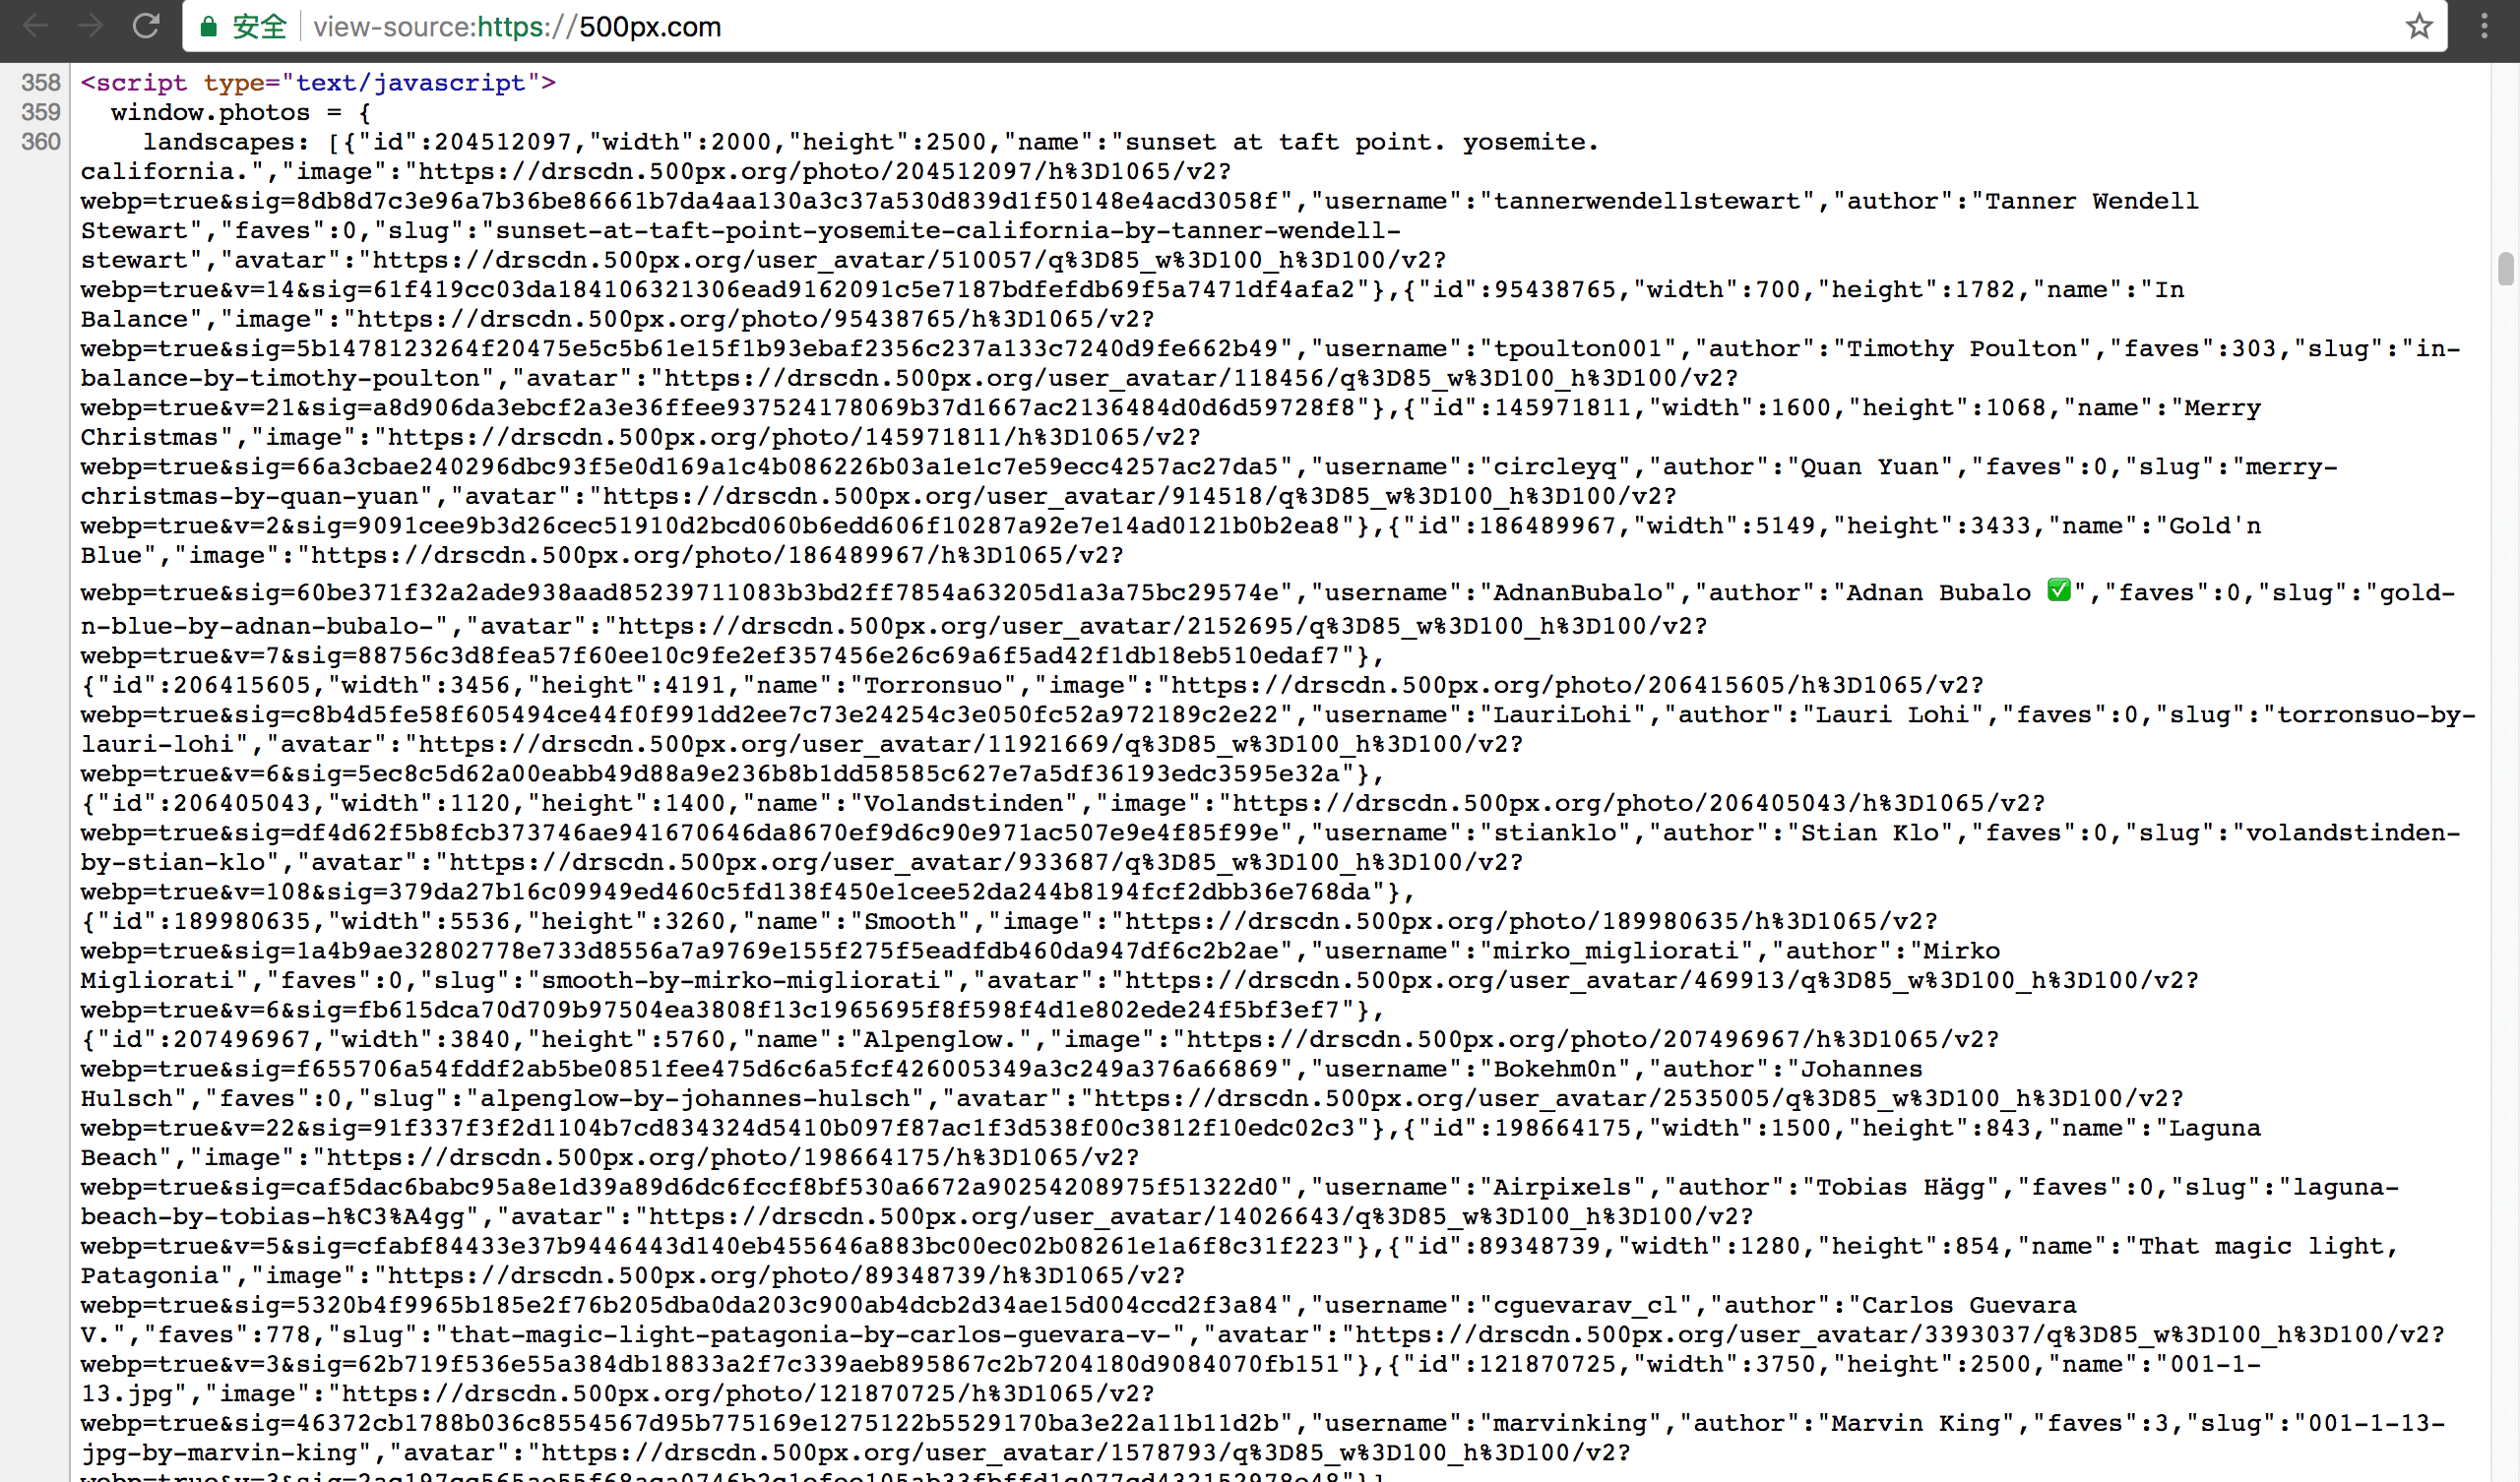 安全 view-source:https://500px.com
358 <script type="text/javascript">
359 window.photos = {
360 landscapes: [{"id":204512097,"width":2000,"height":2500,"name":"sunset at taft point. yosemite.
california.","image":"https://drscdn.500px.org/photo/204512097/h%3D1065/v2?
webp=true&sig=8db8d7c3e96a7b36be86661b7da4aa130a3c37a530d839d1f50148e4acd3058f","username":"tannerwendellstewart","author":"Tanner Wendell
Stewart","faves":0,"slug":"sunset-at-taft-point-yosemite-california-by-tanner-wendell-
stewart","avatar":"https://drscdn.500px.org/user_avatar/510057/q%3D85_w%3D100_h%3D100/v2?
webp=true&v=14&sig=61f419cc03da184106321306ead9162091c5e7187bdfefdb69f5a7471df4afa2"},{"id":95438765,"width":700,"height":1782,"name":"In
Balance","image":"https://drscdn.500px.org/photo/95438765/h%3D1065/v2?
webp=true&sig=5b1478123264f20475e5c5b61e15f1b93ebaf2356c237a133c7240d9fe662b49","username":"tpoulton001","author":"Timothy Poulton","faves":303,"slug":"in-
balance-by-timothy-poulton","avatar":"https://drscdn.500px.org/user_avatar/118456/q%3D85_w%3D100_h%3D100/v2?
webp=true&v=21&sig=a8d906da3ebcf2a3e36ffee937524178069b37d1667ac2136484d0d6d59728f8"},{"id":145971811,"width":1600,"height":1068,"name":"Merry
Christmas","image":"https://drscdn.500px.org/photo/145971811/h%3D1065/v2?
webp=true&sig=66a3cbae240296dbc93f5e0d169a1c4b086226b03a1e1c7e59ecc4257ac27da5","username":"circleyq","author":"Quan Yuan","faves":0,"slug":"merry-
christmas-by-quan-yuan","avatar":"https://drscdn.500px.org/user_avatar/914518/q%3D85_w%3D100_h%3D100/v2?
webp=true&v=2&sig=9091cee9b3d26cec51910d2bcd060b6edd606f10287a92e7e14ad0121b0b2ea8"},{"id":186489967,"width":5149,"height":3433,"name":"Gold'n
Blue","image":"https://drscdn.500px.org/photo/186489967/h%3D1065/v2?
webp=true&sig=60be371f32a2ade938aad85239711083b3bd2ff7854a63205d1a3a75bc29574e","username":"AdnanBubalo","author":"Adnan Bubalo ✅","faves":0,"slug":"gold-
n-blue-by-adnan-bubalo-","avatar":"https://drscdn.500px.org/user_avatar/2152695/q%3D85_w%3D100_h%3D100/v2?
webp=true&v=7&sig=88756c3d8fea57f60ee10c9fe2ef357456e26c69a6f5ad42f1db18eb510edaf7"},
{"id":206415605,"width":3456,"height":4191,"name":"Torronsuo","image":"https://drscdn.500px.org/photo/206415605/h%3D1065/v2?
webp=true&sig=c8b4d5fe58f605494ce44f0f991dd2ee7c73e24254c3e050fc52a972189c2e22","username":"LauriLohi","author":"Lauri Lohi","faves":0,"slug":"torronsuo-by-
lauri-lohi","avatar":"https://drscdn.500px.org/user_avatar/11921669/q%3D85_w%3D100_h%3D100/v2?
webp=true&v=6&sig=5ec8c5d62a00eabb49d88a9e236b8b1dd58585c627e7a5df36193edc3595e32a"},
{"id":206405043,"width":1120,"height":1400,"name":"Volandstinden","image":"https://drscdn.500px.org/photo/206405043/h%3D1065/v2?
webp=true&sig=df4d62f5b8fcb373746ae941670646da8670ef9d6c90e971ac507e9e4f85f99e","username":"stianklo","author":"Stian Klo","faves":0,"slug":"volandstinden-
by-stian-klo","avatar":"https://drscdn.500px.org/user_avatar/933687/q%3D85_w%3D100_h%3D100/v2?
webp=true&v=108&sig=379da27b16c09949ed460c5fd138f450e1cee52da244b8194fcf2dbb36e768da"},
{"id":189980635,"width":5536,"height":3260,"name":"Smooth","image":"https://drscdn.500px.org/photo/189980635/h%3D1065/v2?
webp=true&sig=1a4b9ae32802778e733d8556a7a9769e155f275f5eadfdb460da947df6c2b2ae","username":"mirko_migliorati","author":"Mirko
Migliorati","faves":0,"slug":"smooth-by-mirko-migliorati","avatar":"https://drscdn.500px.org/user_avatar/469913/q%3D85_w%3D100_h%3D100/v2?
webp=true&v=6&sig=fb615dca70d709b97504ea3808f13c1965695f8f598f4d1e802ede24f5bf3ef7"},
{"id":207496967,"width":3840,"height":5760,"name":"Alpenglow.","image":"https://drscdn.500px.org/photo/207496967/h%3D1065/v2?
webp=true&sig=f655706a54fddf2ab5be0851fee475d6c6a5fcf426005349a3c249a376a66869","username":"Bokehm0n","author":"Johannes
Hulsch","faves":0,"slug":"alpenglow-by-johannes-hulsch","avatar":"https://drscdn.500px.org/user_avatar/2535005/q%3D85_w%3D100_h%3D100/v2?
webp=true&v=22&sig=91f337f3f2d1104b7cd834324d5410b097f87ac1f3d538f00c3812f10edc02c3"},{"id":198664175,"width":1500,"height":843,"name":"Laguna
Beach","image":"https://drscdn.500px.org/photo/198664175/h%3D1065/v2?
webp=true&sig=caf5dac6babc95a8e1d39a89d6dc6fccf8bf530a6672a90254208975f51322d0","username":"Airpixels","author":"Tobias Hägg","faves":0,"slug":"laguna-
beach-by-tobias-h%C3%A4gg","avatar":"https://drscdn.500px.org/user_avatar/14026643/q%3D85_w%3D100_h%3D100/v2?
webp=true&v=5&sig=cfabf84433e37b9446443d140eb455646a883bc00ec02b08261e1a6f8c31f223"},{"id":89348739,"width":1280,"height":854,"name":"That magic light,
Patagonia","image":"https://drscdn.500px.org/photo/89348739/h%3D1065/v2?
webp=true&sig=5320b4f9965b185e2f76b205dba0da203c900ab4dcb2d34ae15d004ccd2f3a84","username":"cguevarav_cl","author":"Carlos Guevara
V.","faves":778,"slug":"that-magic-light-patagonia-by-carlos-guevara-v-","avatar":"https://drscdn.500px.org/user_avatar/3393037/q%3D85_w%3D100_h%3D100/v2?
webp=true&v=3&sig=62b719f536e55a384db18833a2f7c339aeb895867c2b7204180d9084070fb151"},{"id":121870725,"width":3750,"height":2500,"name":"001-1-
13.jpg","image":"https://drscdn.500px.org/photo/121870725/h%3D1065/v2?
webp=true&sig=46372cb1788b036c8554567d95b775169e1275122b5529170ba3e22a11b11d2b","username":"marvinking","author":"Marvin King","faves":3,"slug":"001-1-13-
jpg-by-marvin-king","avatar":"https://drscdn.500px.org/user_avatar/1578793/q%3D85_w%3D100_h%3D100/v2?